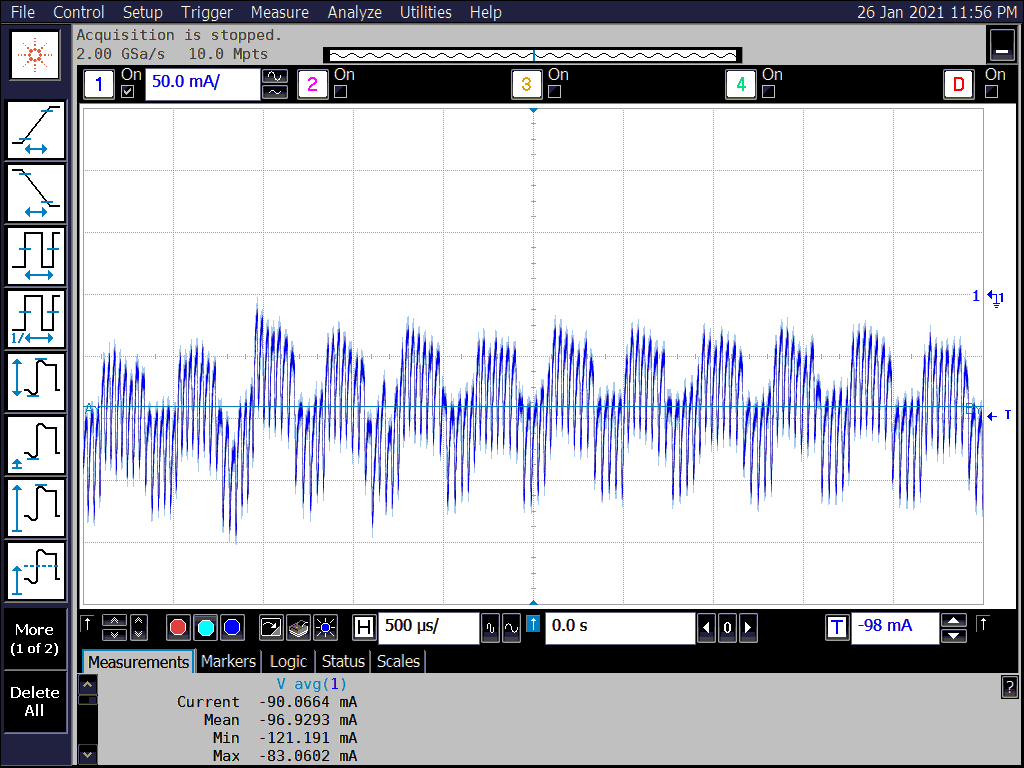 File Control Setup Trigger Measure Analyze Utilities Help 26 Jan 2021 11:56 PM
Acquisition is stopped.
2.00 GSa/s 10.0 Mpts
1 On 50.0 mA/ 2 On 3 On 4 On D On
1 1
A
T
1/
More
(1 of 2)
Delete
All
H 500 µs/ 0.0 s 0 T -98 mA
Measurements Markers Logic Status Scales
V avg(1)
Current -90.0664 mA
Mean -96.9293 mA
Min -121.191 mA
Max -83.0602 mA
?